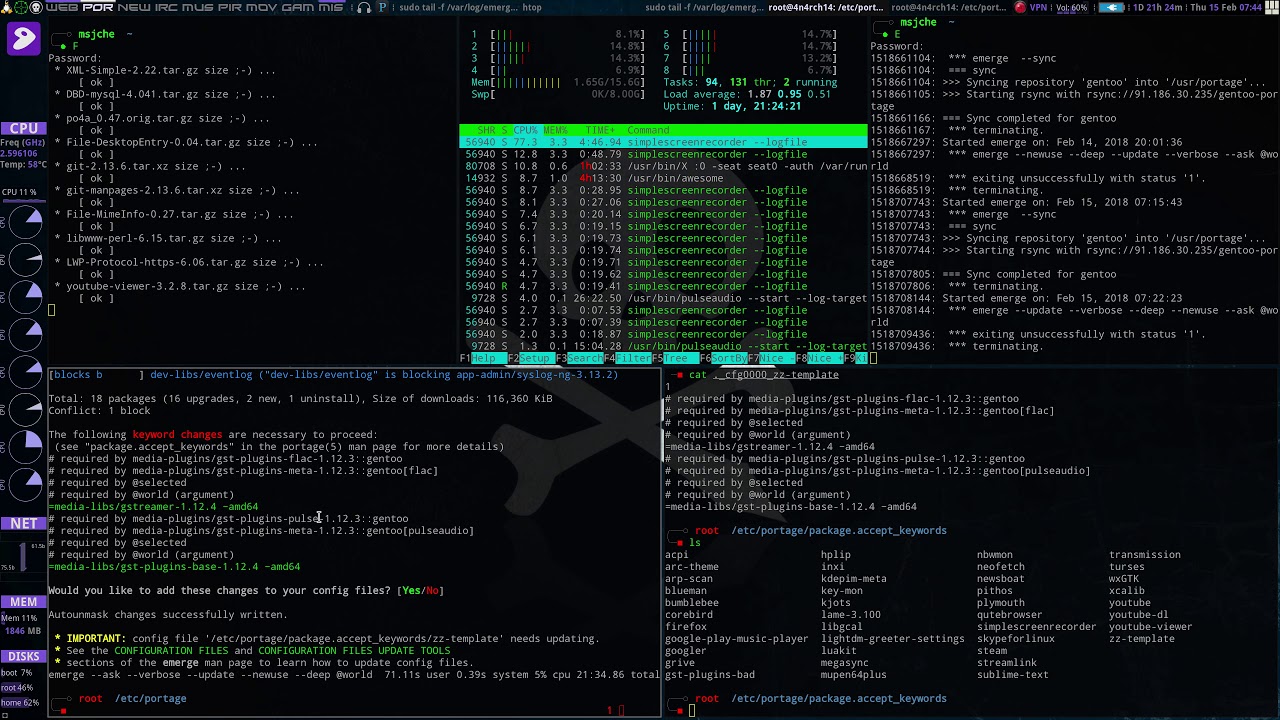 WEB POR NEW IRC MUS PIR MOV GAM MIS
sudo tail -f /var/log/emerg... htop
sudo tail -f /var/log/emerg...
root@4n4rch14: /etc/port...
root@4n4rch14: /etc/port...
VPN
Vol:60%
1D 21h 24m
Thu 15 Feb 07:44
CPU
Freq (GHz)
2.596106
Temp: 58°C
CPU 11 %
NET
61.5b
75.5b
MEM
Mem 11%
1846 MB
DISKS
boot 7%
root 46%
home 62%
msjche ~
F
Password:
* XML-Simple-2.22.tar.gz size ;-) ...
[ ok ]
* DBD-mysql-4.041.tar.gz size ;-) ...
[ ok ]
* po4a_0.47.orig.tar.gz size ;-) ...
[ ok ]
* File-DesktopEntry-0.04.tar.gz size ;-) ...
[ ok ]
* git-2.13.6.tar.xz size ;-) ...
[ ok ]
* git-manpages-2.13.6.tar.xz size ;-) ...
[ ok ]
* File-MimeInfo-0.27.tar.gz size ;-) ...
[ ok ]
* libwww-perl-6.15.tar.gz size ;-) ...
[ ok ]
* LWP-Protocol-https-6.06.tar.gz size ;-) ...
[ ok ]
* youtube-viewer-3.2.8.tar.gz size ;-) ...
[ ok ]
1 [|| 8.1%] 5 [|||| 14.7%]
2 [|||||| 14.8%] 6 [|||| 14.7%]
3 [|||||| 14.3%] 7 [|||| 13.2%]
4 [|| 6.9%] 8 [||| 6.7%]
Mem[||||||||||| 1.65G/15.6G] Tasks: 94, 131 thr; 2 running
Swp[ 0K/8.00G] Load average: 1.87 0.95 0.51
Uptime: 1 day, 21:24:21
SHR S CPU% MEM% TIME+ Command
56940 S 77.3 3.3 4:46.94 simplescreenrecorder --logfile
56940 S 12.8 3.3 0:48.79 simplescreenrecorder --logfile
80708 S 10.8 0.6 1h02:33 /usr/bin/X :0 -seat seat0 -auth /var/run
14932 S 8.7 1.0 4h13:30 /usr/bin/awesome
56940 S 8.7 3.3 0:28.95 simplescreenrecorder --logfile
56940 S 8.1 3.3 0:27.06 simplescreenrecorder --logfile
56940 S 7.4 3.3 0:20.14 simplescreenrecorder --logfile
56940 S 6.7 3.3 0:19.15 simplescreenrecorder --logfile
56940 S 6.7 3.3 0:19.73 simplescreenrecorder --logfile
56940 S 6.1 3.3 0:19.74 simplescreenrecorder --logfile
56940 S 4.7 3.3 0:19.71 simplescreenrecorder --logfile
56940 S 4.7 3.3 0:19.62 simplescreenrecorder --logfile
56940 R 4.7 3.3 0:19.41 simplescreenrecorder --logfile
9728 S 4.0 0.1 26:22.50 /usr/bin/pulseaudio --start --log-target
56940 S 2.7 3.3 0:07.53 simplescreenrecorder --logfile
56940 S 2.7 3.3 0:07.39 simplescreenrecorder --logfile
56940 S 2.0 3.3 0:18.38 simplescreenrecorder --logfile
9728 S 1.3 0.1 15:04.28 /usr/bin/pulseaudio --start --log-target
F1Help F2Setup F3SearchF4FilterF5Tree F6SortByF7Nice -F8Nice +F9Ki
msjche ~
E
Password:
1518661104: *** emerge --sync
1518661104: === sync
1518661104: >>> Syncing repository 'gentoo' into '/usr/portage'...
1518661105: >>> Starting rsync with rsync://91.186.30.235/gentoo-por
tage
1518661166: === Sync completed for gentoo
1518661167: *** terminating.
1518667297: Started emerge on: Feb 14, 2018 20:01:36
1518667297: *** emerge --newuse --deep --update --verbose --ask @wo
rld
1518668519: *** exiting unsuccessfully with status '1'.
1518668519: *** terminating.
1518707743: Started emerge on: Feb 15, 2018 07:15:43
1518707743: *** emerge --sync
1518707743: === sync
1518707743: >>> Syncing repository 'gentoo' into '/usr/portage'...
1518707744: >>> Starting rsync with rsync://91.186.30.235/gentoo-por
tage
1518707805: === Sync completed for gentoo
1518707806: *** terminating.
1518708144: Started emerge on: Feb 15, 2018 07:22:23
1518708144: *** emerge --update --verbose --deep --newuse --ask @wo
rld
1518709436: *** exiting unsuccessfully with status '1'.
1518709436: *** terminating.
[blocks b ] dev-libs/eventlog ("dev-libs/eventlog" is blocking app-admin/syslog-ng-3.13.2)
Total: 18 packages (16 upgrades, 2 new, 1 uninstall), Size of downloads: 116,360 KiB
Conflict: 1 block
The following keyword changes are necessary to proceed:
(see "package.accept_keywords" in the portage(5) man page for more details)
# required by media-plugins/gst-plugins-flac-1.12.3::gentoo
# required by media-plugins/gst-plugins-meta-1.12.3::gentoo[flac]
# required by @selected
# required by @world (argument)
=media-libs/gstreamer-1.12.4 ~amd64
# required by media-plugins/gst-plugins-pulse-1.12.3::gentoo
# required by media-plugins/gst-plugins-meta-1.12.3::gentoo[pulseaudio]
# required by @selected
# required by @world (argument)
=media-libs/gst-plugins-base-1.12.4 ~amd64
Would you like to add these changes to your config files? [Yes/No]
Autounmask changes successfully written.
* IMPORTANT: config file '/etc/portage/package.accept_keywords/zz-template' needs updating.
* See the CONFIGURATION FILES and CONFIGURATION FILES UPDATE TOOLS
* sections of the emerge man page to learn how to update config files.
emerge --ask --verbose --update --newuse --deep @world 71.11s user 0.39s system 5% cpu 21:34.86 total
root /etc/portage
1
cat ._cfg0000_zz-template
1
# required by media-plugins/gst-plugins-flac-1.12.3::gentoo
# required by media-plugins/gst-plugins-meta-1.12.3::gentoo[flac]
# required by @selected
# required by @world (argument)
=media-libs/gstreamer-1.12.4 ~amd64
# required by media-plugins/gst-plugins-pulse-1.12.3::gentoo
# required by media-plugins/gst-plugins-meta-1.12.3::gentoo[pulseaudio]
# required by @selected
# required by @world (argument)
=media-libs/gst-plugins-base-1.12.4 ~amd64
root /etc/portage/package.accept_keywords
ls
acpi hplip nbwmon transmission
arc-theme inxi neofetch turses
arp-scan kdepim-meta newsboat wxGTK
blueman key-mon pithos xcalib
bumblebee kjots plymouth youtube
corebird lame-3.100 qutebrowser youtube-dl
firefox libgcal simplescreenrecorder youtube-viewer
google-play-music-player lightdm-greeter-settings skypeforlinux zz-template
googler luakit steam
grive megasync streamlink
gst-plugins-bad mupen64plus sublime-text
root /etc/portage/package.accept_keywords